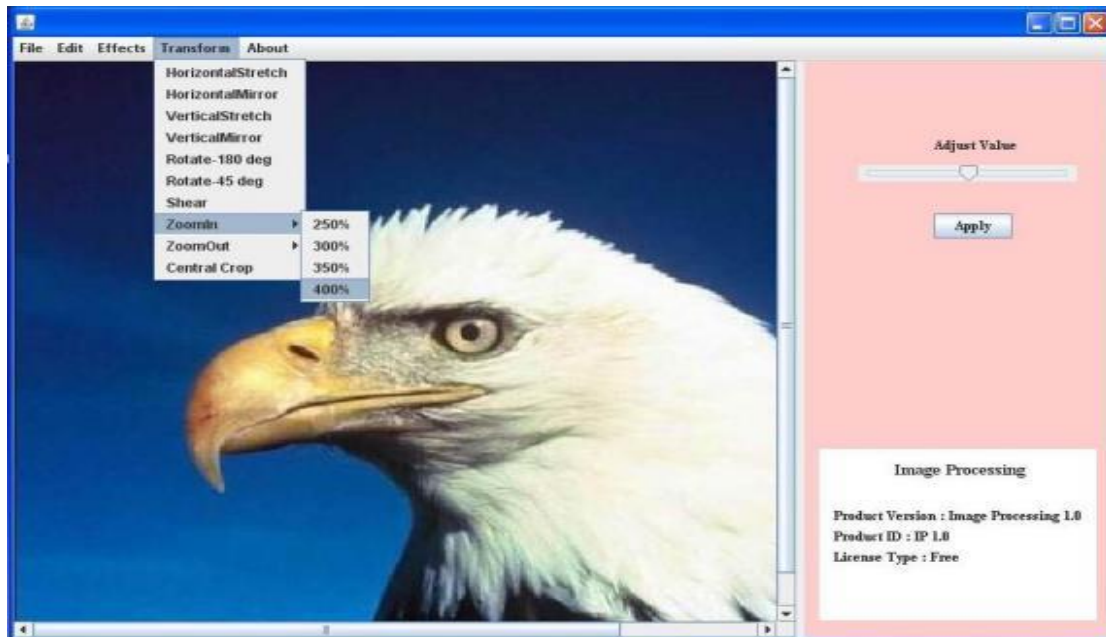 File Edit Effects Transform About
HorizontalStretch
HorizontalMirror
VerticalStretch
VerticalMirror
Rotate-180 deg
Rotate-45 deg
Shear
ZoomIn
ZoomOut
Central Crop
250%
300%
350%
400%
Adjust Value
Apply
Image Processing
Product Version : Image Processing 1.0
Product ID : IP 1.0
License Type : Free